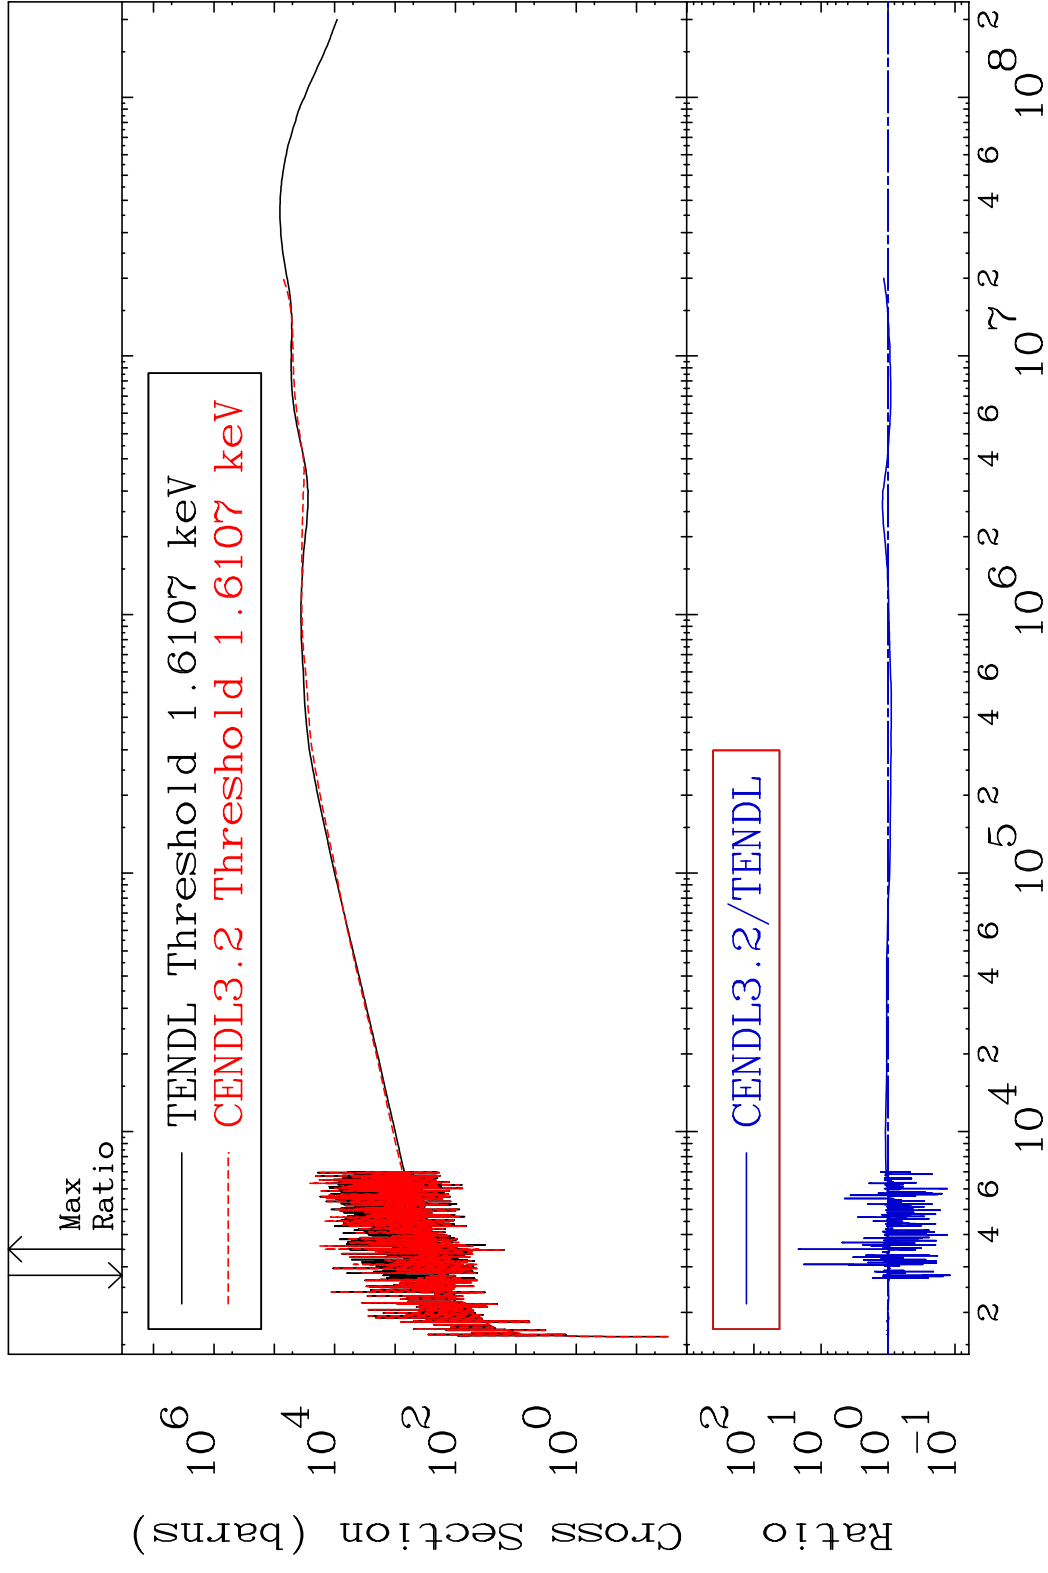 Max
Ratio
TENDL Threshold 1.6107 keV
CENDL3.2 Threshold 1.6107 keV
10^6
10^4
10^2
10^0
Cross Section (barns)
CENDL3.2/TENDL
10^2
10^1
10^0
10^-1
Ratio
2 4 6 2 4 6 2 4 6 2 4 6 2 4 6 2
10^4 10^5 10^6 10^7 10^8